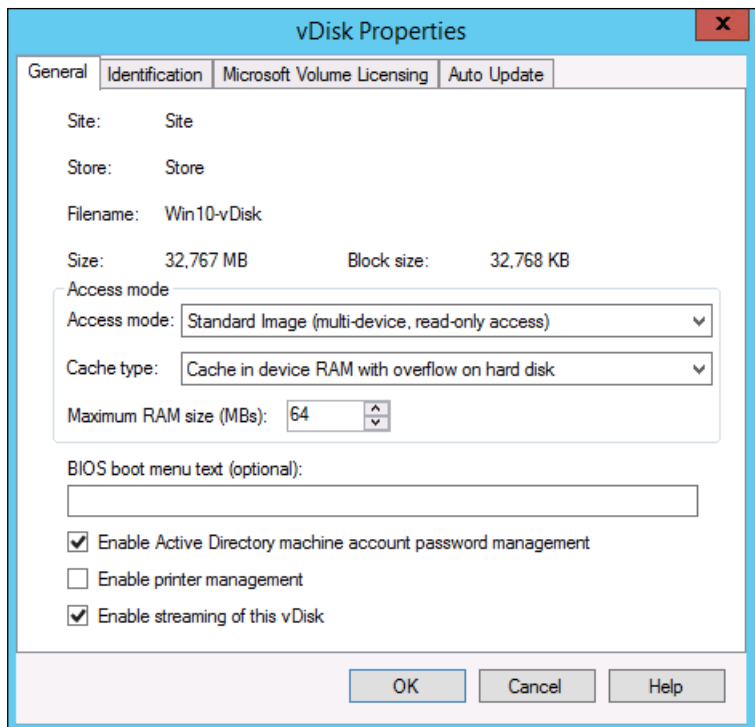 vDisk Properties
x
General Identification Microsoft Volume Licensing Auto Update
Site: Site
Store: Store
Filename: Win10-vDisk
Size: 32,767 MB Block size: 32,768 KB
Access mode
Access mode: Standard Image (multi-device, read-only access)
Cache type: Cache in device RAM with overflow on hard disk
Maximum RAM size (MBs): 64
BIOS boot menu text (optional):
Enable Active Directory machine account password management
Enable printer management
Enable streaming of this vDisk
OK Cancel Help